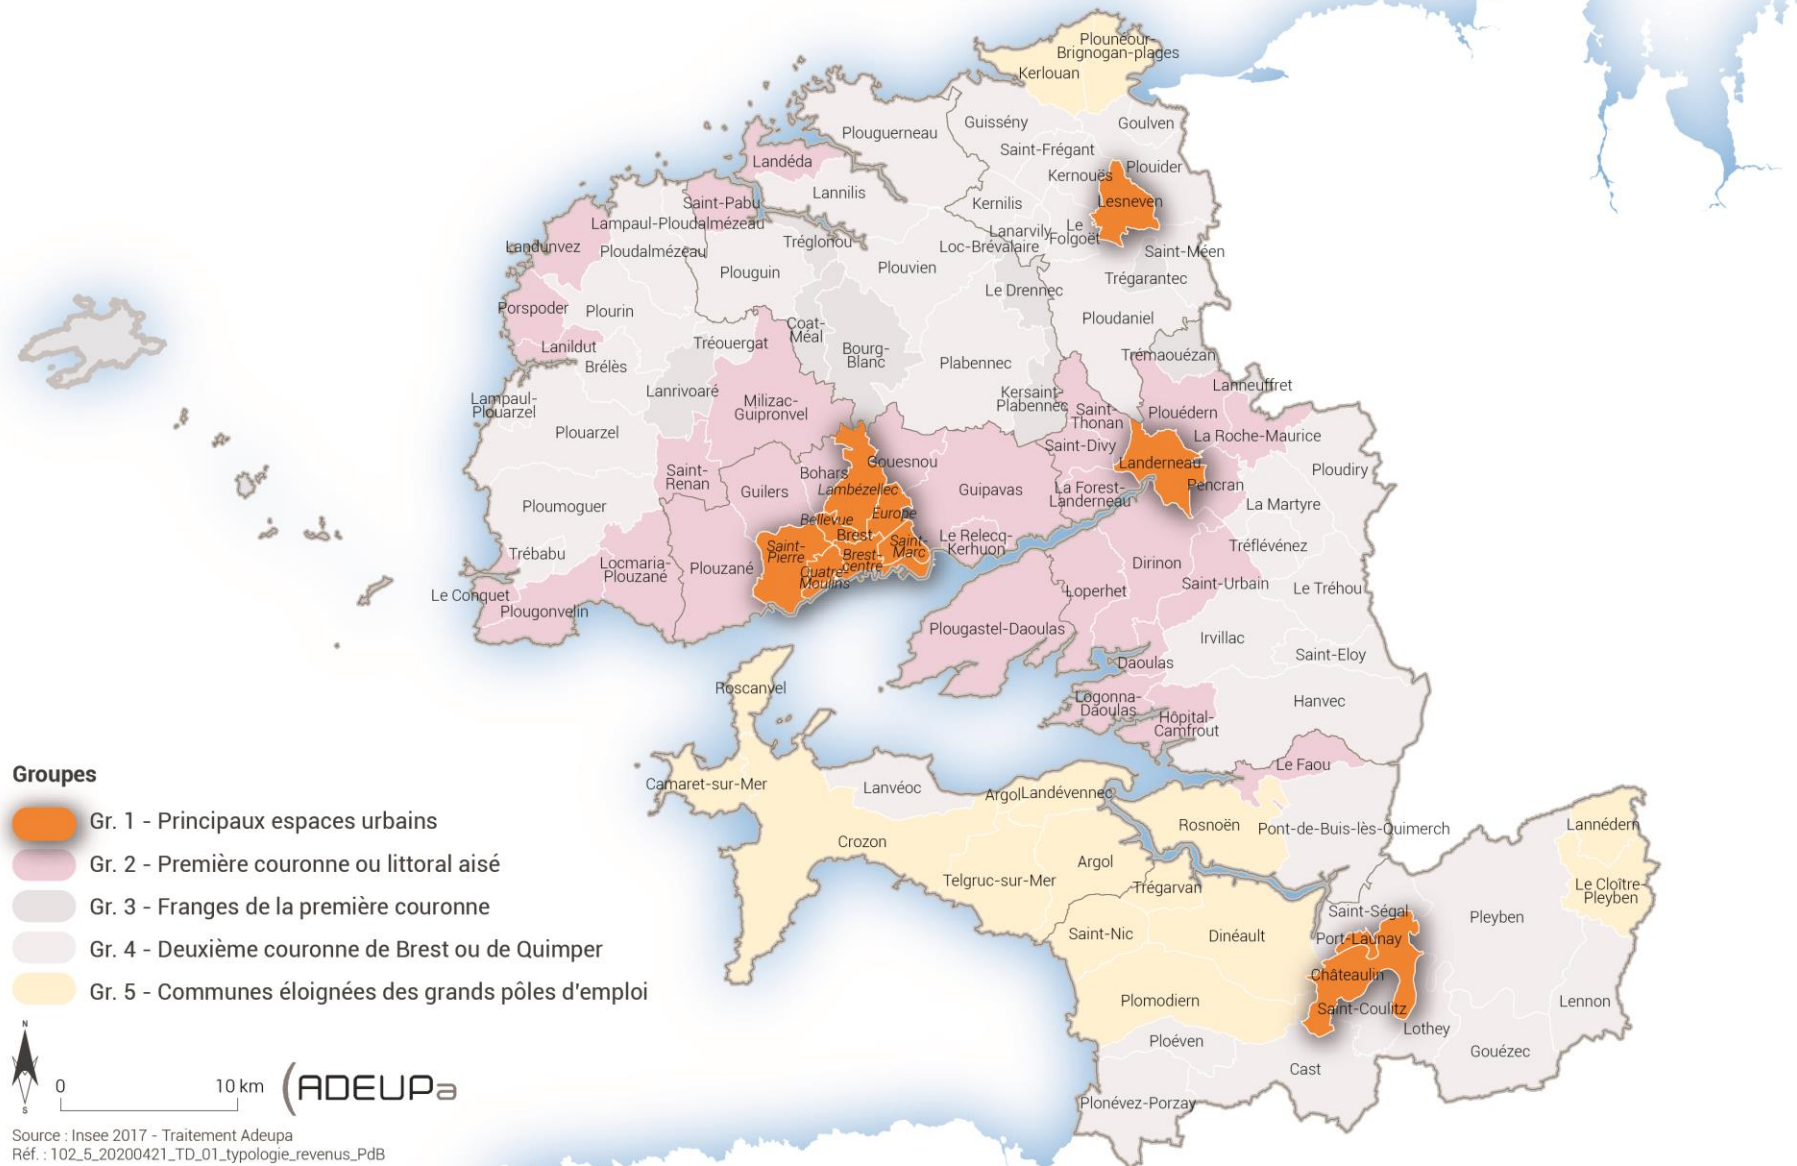 Plounéour-
Brignogan-plages
Kerlouan
Plouguerneau
Guissény
Goulven
Saint-Frégant
Landéda
Kernouës
Plouider
Lannilis
Saint-Pabu
Kernilis
Lesneven
Lampaul-Ploudalmézeau
Lanarvily
Le
Folgoët
Landunvez
Ploudalmézeau
Tréglonou
Loc-Brévalaire
Saint-Méen
Plouguin
Plouvien
Trégarantec
Le Drennec
Porspoder
Plourin
Ploudaniel
Coat-
Méal
Lanildut
Tréouergat
Bourg-
Blanc
Plabennec
Trémaouézan
Brélès
Lanrivoaré
Kersaint-
Plabennec
Lanneuffret
Lampaul-
Plouarzel
Milizac-
Guipronvel
Saint-
Thonan
Plouédern
Plouarzel
Saint-Divy
La Roche-Maurice
Saint-
Renan
Bohars
Gouesnou
Landerneau
Ploudiry
Guilers
Lambézellec
Guipavas
La Forest-
Landerneau
Pencran
Ploumoguer
Bellevue
Europe
La Martyre
Brest
Saint-
Marc
Le Relecq-
Kerhuon
Tréflévénez
Trébabu
Saint-
Pierre
Brest-
centre
Locmaria-
Plouzané
Plouzané
Quatre-
Moulins
Dirinon
Saint-Urbain
Le Tréhou
Le Conquet
Loperhet
Plougonvelin
Plougastel-Daoulas
Irvillac
Saint-Eloy
Daoulas
Roscanvel
Logonna-
Daoulas
Hanvec
Hôpital-
Camfrout
Le Faou
Camaret-sur-Mer
Lanvéoc
Argol
Landévennec
Rosnoën
Pont-de-Buis-lès-Quimerch
Lannédern
Crozon
Argol
Telgruc-sur-Mer
Trégarvan
Le Cloître-
Pleyben
Saint-Ségal
Pleyben
Saint-Nic
Dinéault
Port-Launay
Châteaulin
Plomodiern
Saint-Coulitz
Lennon
Lothey
Ploéven
Gouézec
Cast
Plonévez-Porzay
Groupes
Gr. 1 - Principaux espaces urbains
Gr. 2 - Première couronne ou littoral aisé
Gr. 3 - Franges de la première couronne
Gr. 4 - Deuxième couronne de Brest ou de Quimper
Gr. 5 - Communes éloignées des grands pôles d'emploi
N
S
0 10 km
ADEUPa
Source : Insee 2017 - Traitement Adeupa
Réf. : 102_5_20200421_TD_01_typologie_revenus_PdB